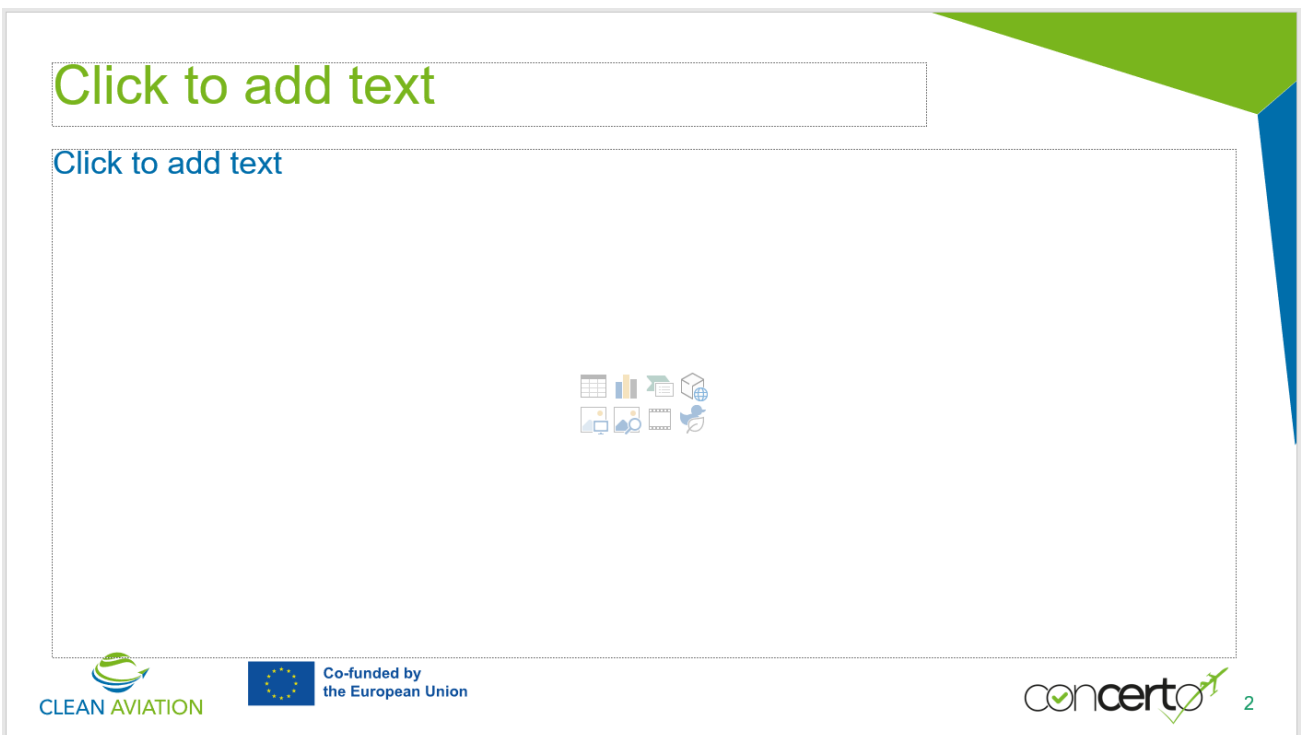 Click to add text
Click to add text
CLEAN AVIATION
Co-funded by
the European Union
concerto
2